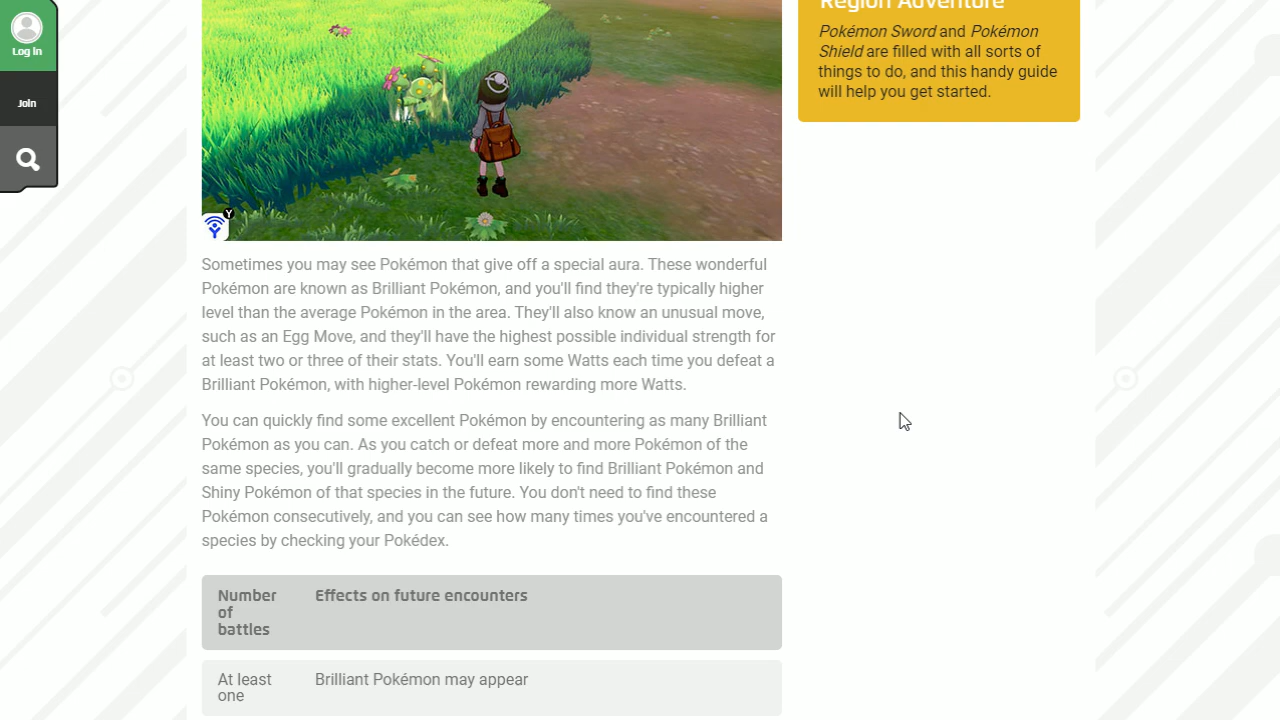 Log In
Join
Y
Region Adventure
Pokémon Sword and Pokémon
Shield are filled with all sorts of
things to do, and this handy guide
will help you get started.
Sometimes you may see Pokémon that give off a special aura. These wonderful
Pokémon are known as Brilliant Pokémon, and you'll find they're typically higher
level than the average Pokémon in the area. They'll also know an unusual move,
such as an Egg Move, and they'll have the highest possible individual strength for
at least two or three of their stats. You'll earn some Watts each time you defeat a
Brilliant Pokémon, with higher-level Pokémon rewarding more Watts.
You can quickly find some excellent Pokémon by encountering as many Brilliant
Pokémon as you can. As you catch or defeat more and more Pokémon of the
same species, you'll gradually become more likely to find Brilliant Pokémon and
Shiny Pokémon of that species in the future. You don't need to find these
Pokémon consecutively, and you can see how many times you've encountered a
species by checking your Pokédex.
Number
of
battles
Effects on future encounters
At least
one
Brilliant Pokémon may appear